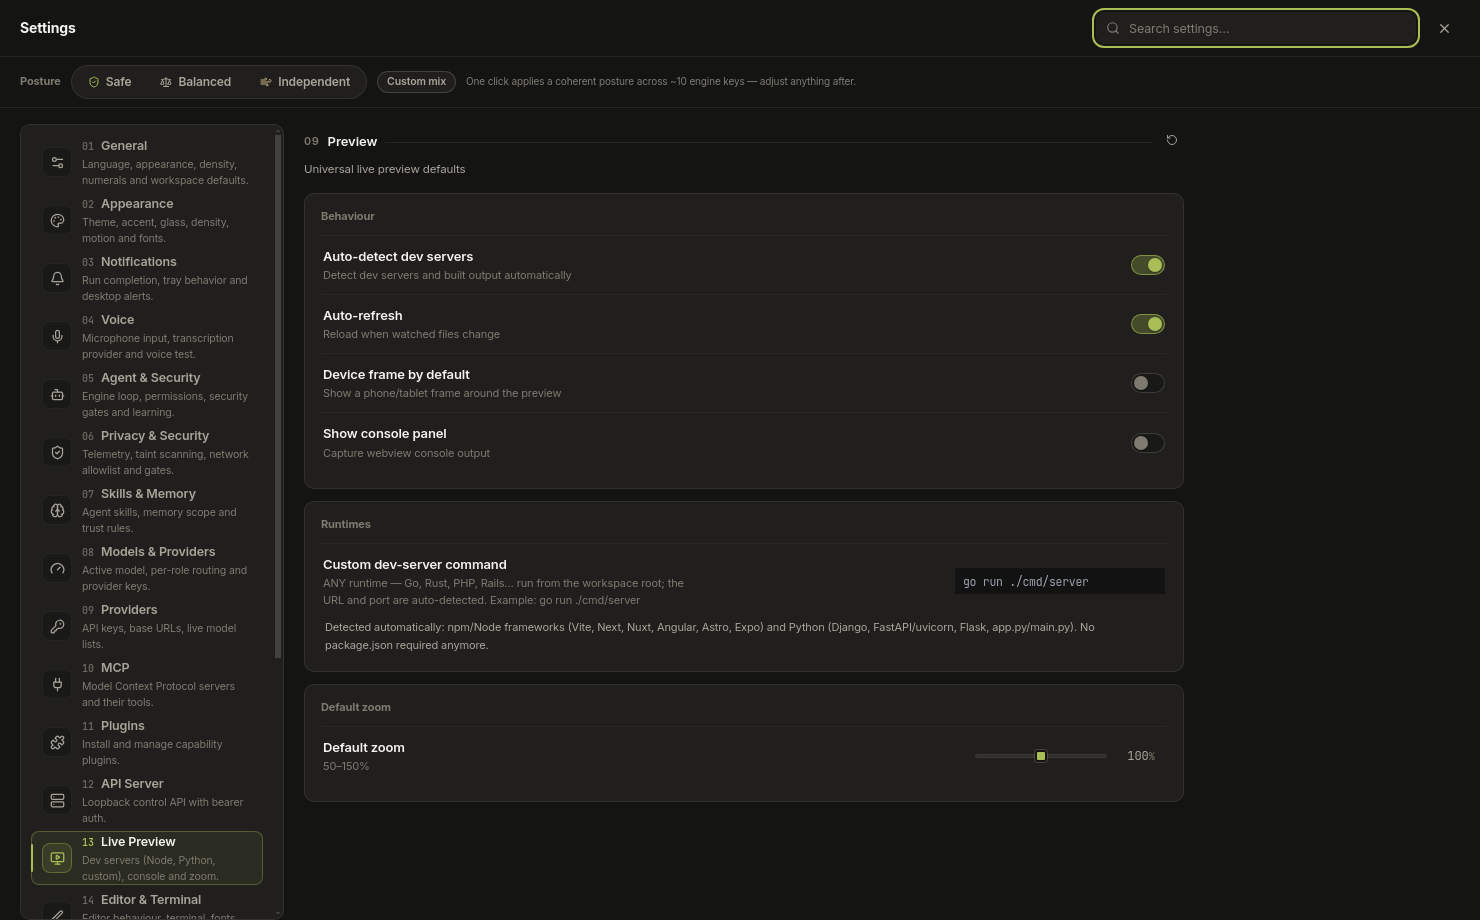 Settings
Search settings...
Posture
Safe
Balanced
Independent
Custom mix
One click applies a coherent posture across ~10 engine keys — adjust anything after.
01 General
Language, appearance, density,
numerals and workspace defaults.
02 Appearance
Theme, accent, glass, density,
motion and fonts.
03 Notifications
Run completion, tray behavior and
desktop alerts.
04 Voice
Microphone input, transcription
provider and voice test.
05 Agent & Security
Engine loop, permissions, security
gates and learning.
06 Privacy & Security
Telemetry, taint scanning, network
allowlist and gates.
07 Skills & Memory
Agent skills, memory scope and
trust rules.
08 Models & Providers
Active model, per-role routing and
provider keys.
09 Providers
API keys, base URLs, live model
lists.
10 MCP
Model Context Protocol servers
and their tools.
11 Plugins
Install and manage capability
plugins.
12 API Server
Loopback control API with bearer
auth.
13 Live Preview
Dev servers (Node, Python,
custom), console and zoom.
14 Editor & Terminal
Editor behaviour, terminal, fonts
09 Preview
Universal live preview defaults
Behaviour
Auto-detect dev servers
Detect dev servers and built output automatically
Auto-refresh
Reload when watched files change
Device frame by default
Show a phone/tablet frame around the preview
Show console panel
Capture webview console output
Runtimes
Custom dev-server command
ANY runtime — Go, Rust, PHP, Rails... run from the workspace root; the
URL and port are auto-detected. Example: go run ./cmd/server
go run ./cmd/server
Detected automatically: npm/Node frameworks (Vite, Next, Nuxt, Angular, Astro, Expo) and Python (Django, FastAPI/uvicorn, Flask, app.py/main.py). No
package.json required anymore.
Default zoom
Default zoom
50–150%
100%